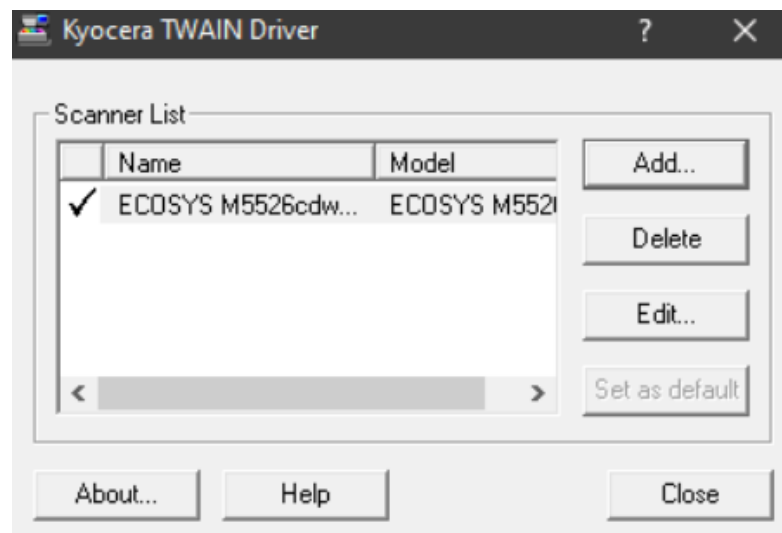 Kyocera TWAIN Driver ? ×
Scanner List
Name Model
Add...
✓ ECOSYS M5526cdw... ECOSYS M552
Delete
Edit...
Set as default
About... Help Close